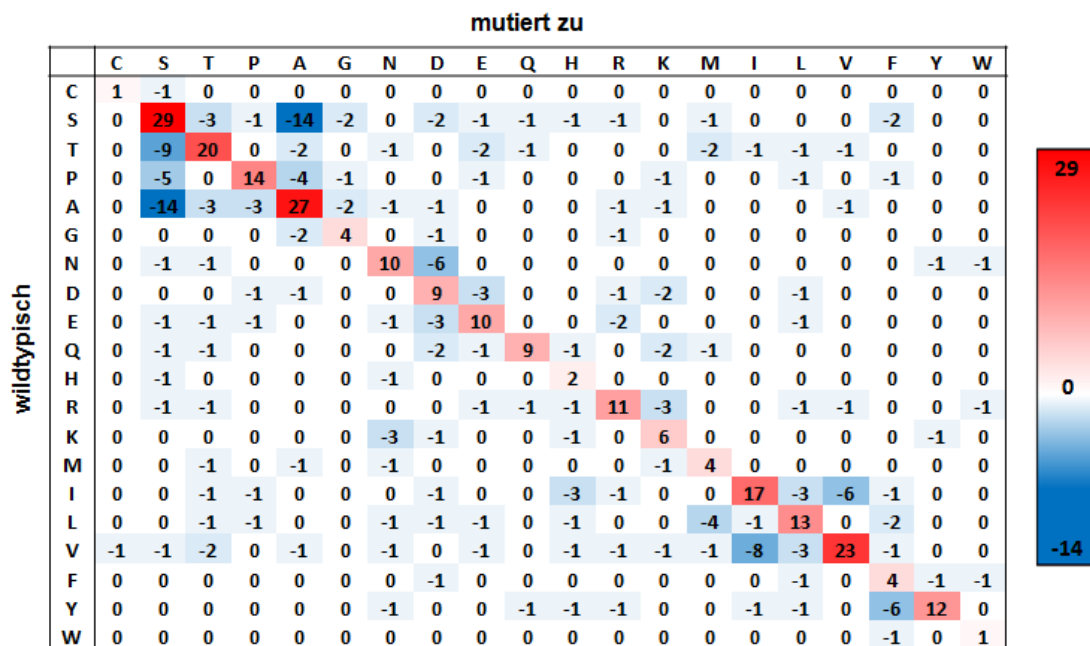 mutiert zu
C S T P A G N D E Q H R K M I L V F Y W
C 1 -1 0 0 0 0 0 0 0 0 0 0 0 0 0 0 0 0 0 0
S 0 29 -3 -1 -14 -2 0 -2 -1 -1 -1 -1 0 -1 0 0 0 -2 0 0
T 0 -9 20 0 -2 0 -1 0 -2 -1 0 0 0 -2 -1 -1 -1 0 0 0
P 0 -5 0 14 -4 -1 0 0 -1 0 0 0 -1 0 0 -1 0 -1 0 0
A 0 -14 -3 -3 27 -2 -1 -1 0 0 0 -1 -1 0 0 0 -1 0 0 0
G 0 0 0 0 -2 4 0 -1 0 0 0 -1 0 0 0 0 0 0 0 0
N 0 -1 -1 0 0 0 10 -6 0 0 0 0 0 0 0 0 0 0 -1 -1
D 0 0 0 -1 -1 0 0 9 -3 0 0 -1 -2 0 0 -1 0 0 0 0
E 0 -1 -1 -1 0 0 -1 -3 10 0 0 -2 0 0 0 -1 0 0 0 0
Q 0 -1 -1 0 0 0 0 -2 -1 9 -1 0 -2 -1 0 0 0 0 0 0
H 0 -1 0 0 0 0 -1 0 0 0 2 0 0 0 0 0 0 0 0 0
R 0 -1 -1 0 0 0 0 0 -1 -1 -1 11 -3 0 0 -1 -1 0 0 -1
K 0 0 0 0 0 0 -3 -1 0 0 -1 0 6 0 0 0 0 0 -1 0
M 0 0 -1 0 -1 0 -1 0 0 0 0 0 -1 4 0 0 0 0 0 0
I 0 0 -1 -1 0 0 0 -1 0 0 -3 -1 0 0 17 -3 -6 -1 0 0
L 0 0 -1 -1 0 0 -1 -1 -1 0 -1 0 0 -4 -1 13 0 -2 0 0
V -1 -1 -2 0 -1 0 -1 0 -1 0 -1 -1 -1 -1 -8 -3 23 -1 0 0
F 0 0 0 0 0 0 0 -1 0 0 0 0 0 0 0 -1 0 4 -1 -1
Y 0 0 0 0 0 0 -1 0 0 -1 -1 -1 0 0 -1 -1 0 -6 12 0
W 0 0 0 0 0 0 0 0 0 0 0 0 0 0 0 0 0 -1 0 1
wildtypisch
29
0
-14